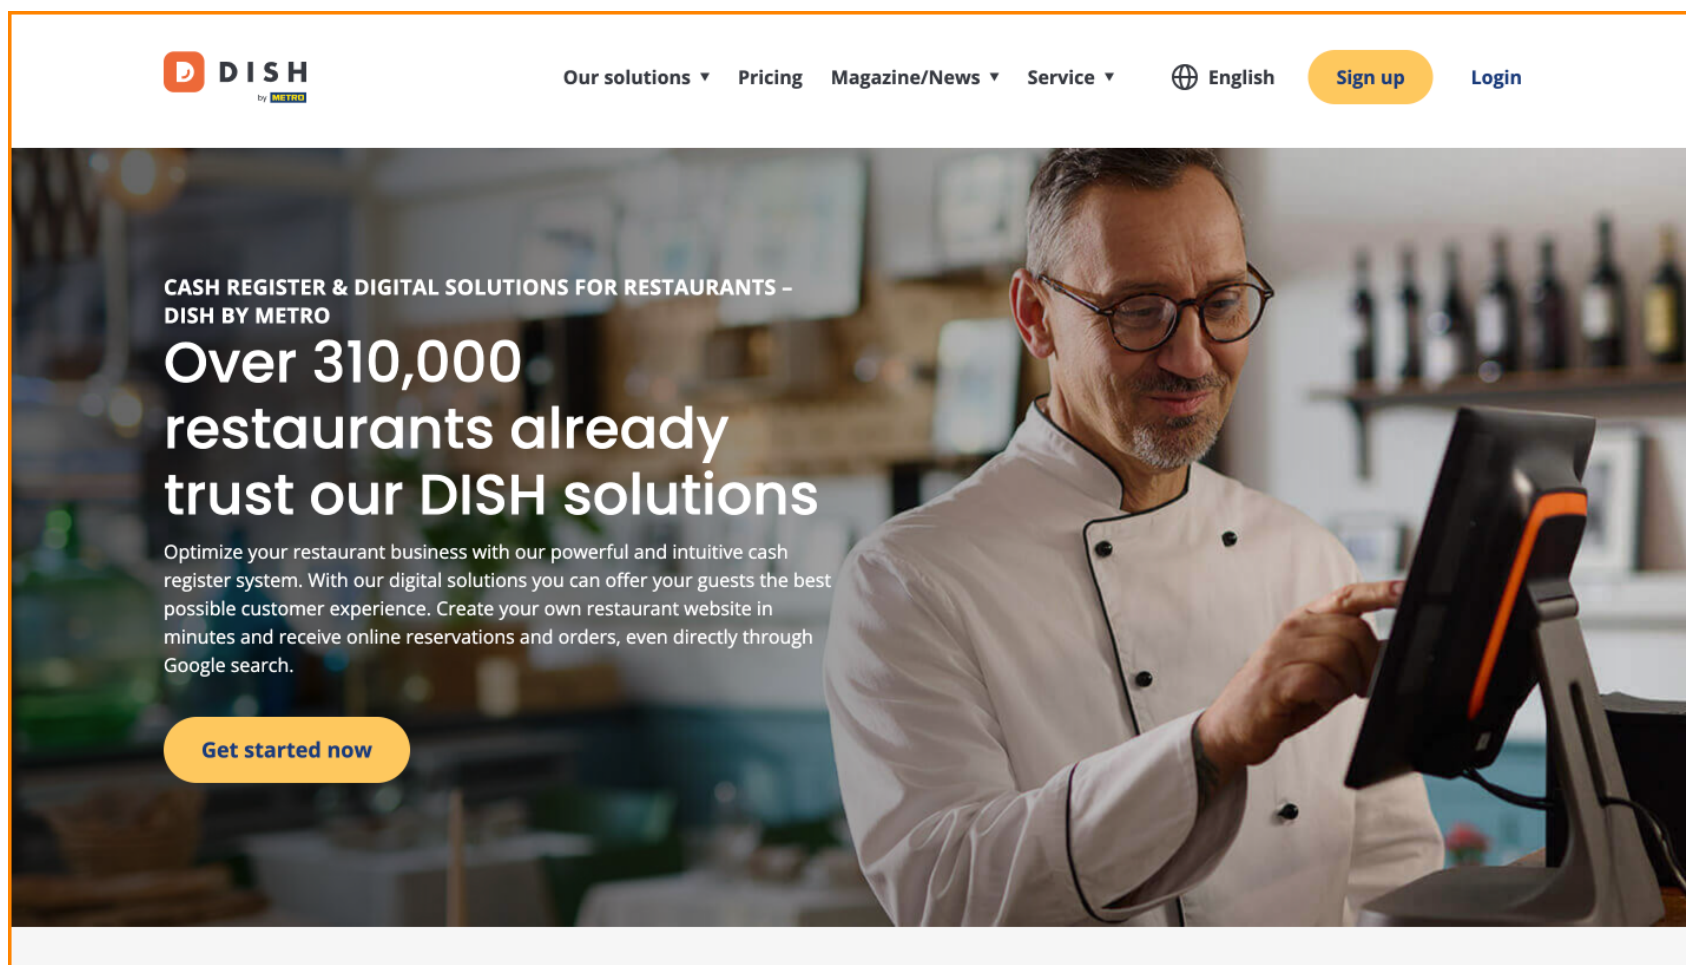 DISH
by METRO
Our solutions ▼ Pricing Magazine/News ▼ Service ▼ English Sign up Login
CASH REGISTER & DIGITAL SOLUTIONS FOR RESTAURANTS –
DISH BY METRO
Over 310,000
restaurants already
trust our DISH solutions
Optimize your restaurant business with our powerful and intuitive cash
register system. With our digital solutions you can offer your guests the best
possible customer experience. Create your own restaurant website in
minutes and receive online reservations and orders, even directly through
Google search.
Get started now